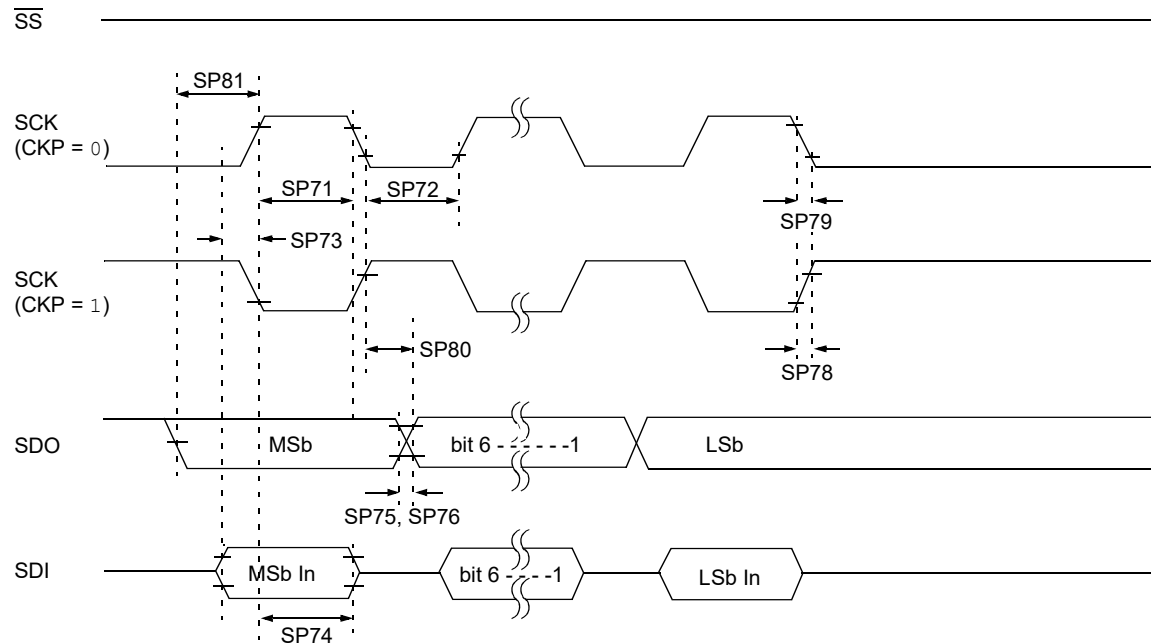 SS
SP81
SCK
(CKP = 0)
SP71
SP72
SP79
SP73
SCK
(CKP = 1)
SP80
SP78
SDO
MSb
bit 6 - - - - - -1
LSb
SP75, SP76
SDI
MSb In
bit 6 - - - - -1
LSb In
SP74